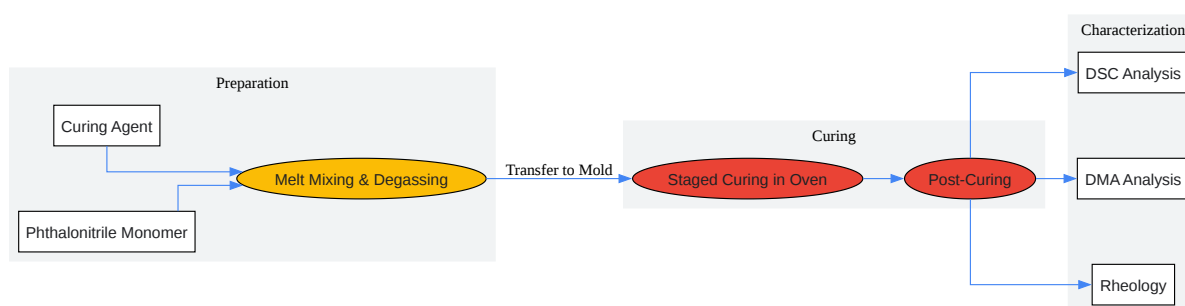 Preparation
Curing Agent
Phthalonitrile Monomer
Melt Mixing & Degassing
Transfer to Mold
Curing
Staged Curing in Oven
Post-Curing
Characterization
DSC Analysis
DMA Analysis
Rheology